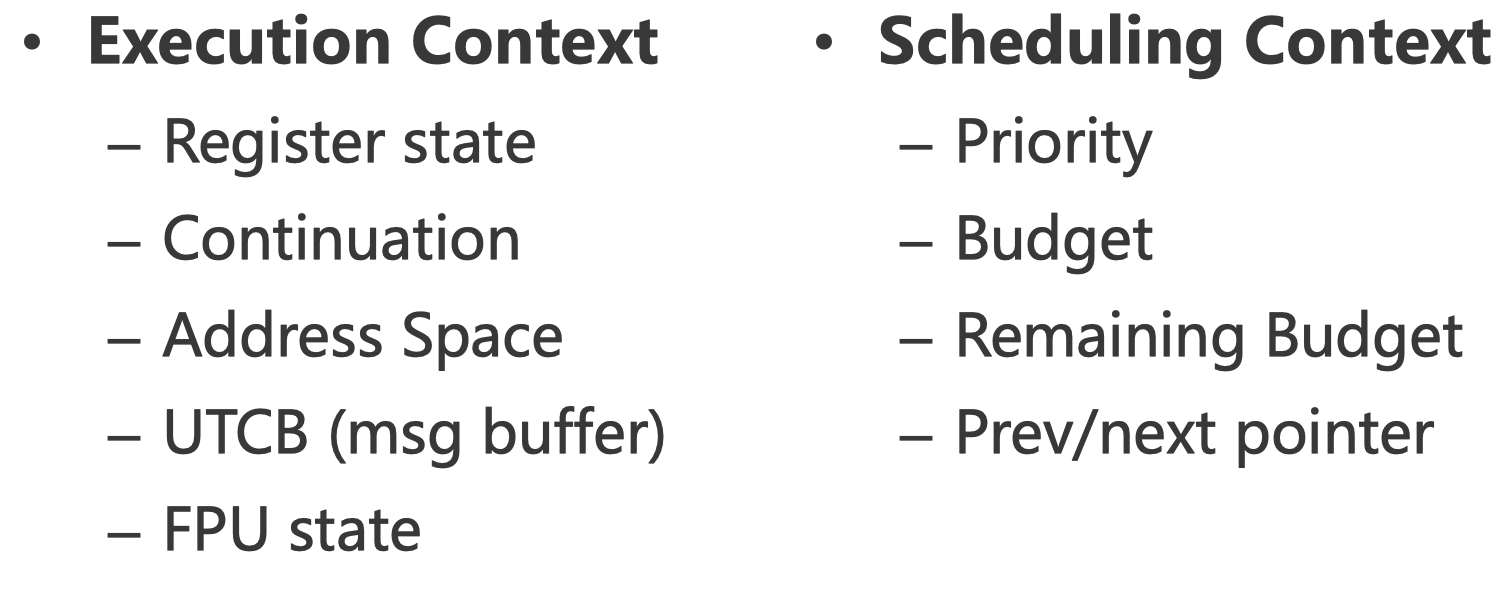 • Execution Context
– Register state
– Continuation
– Address Space
– UTCB (msg buffer)
– FPU state
• Scheduling Context
– Priority
– Budget
– Remaining Budget
– Prev/next pointer